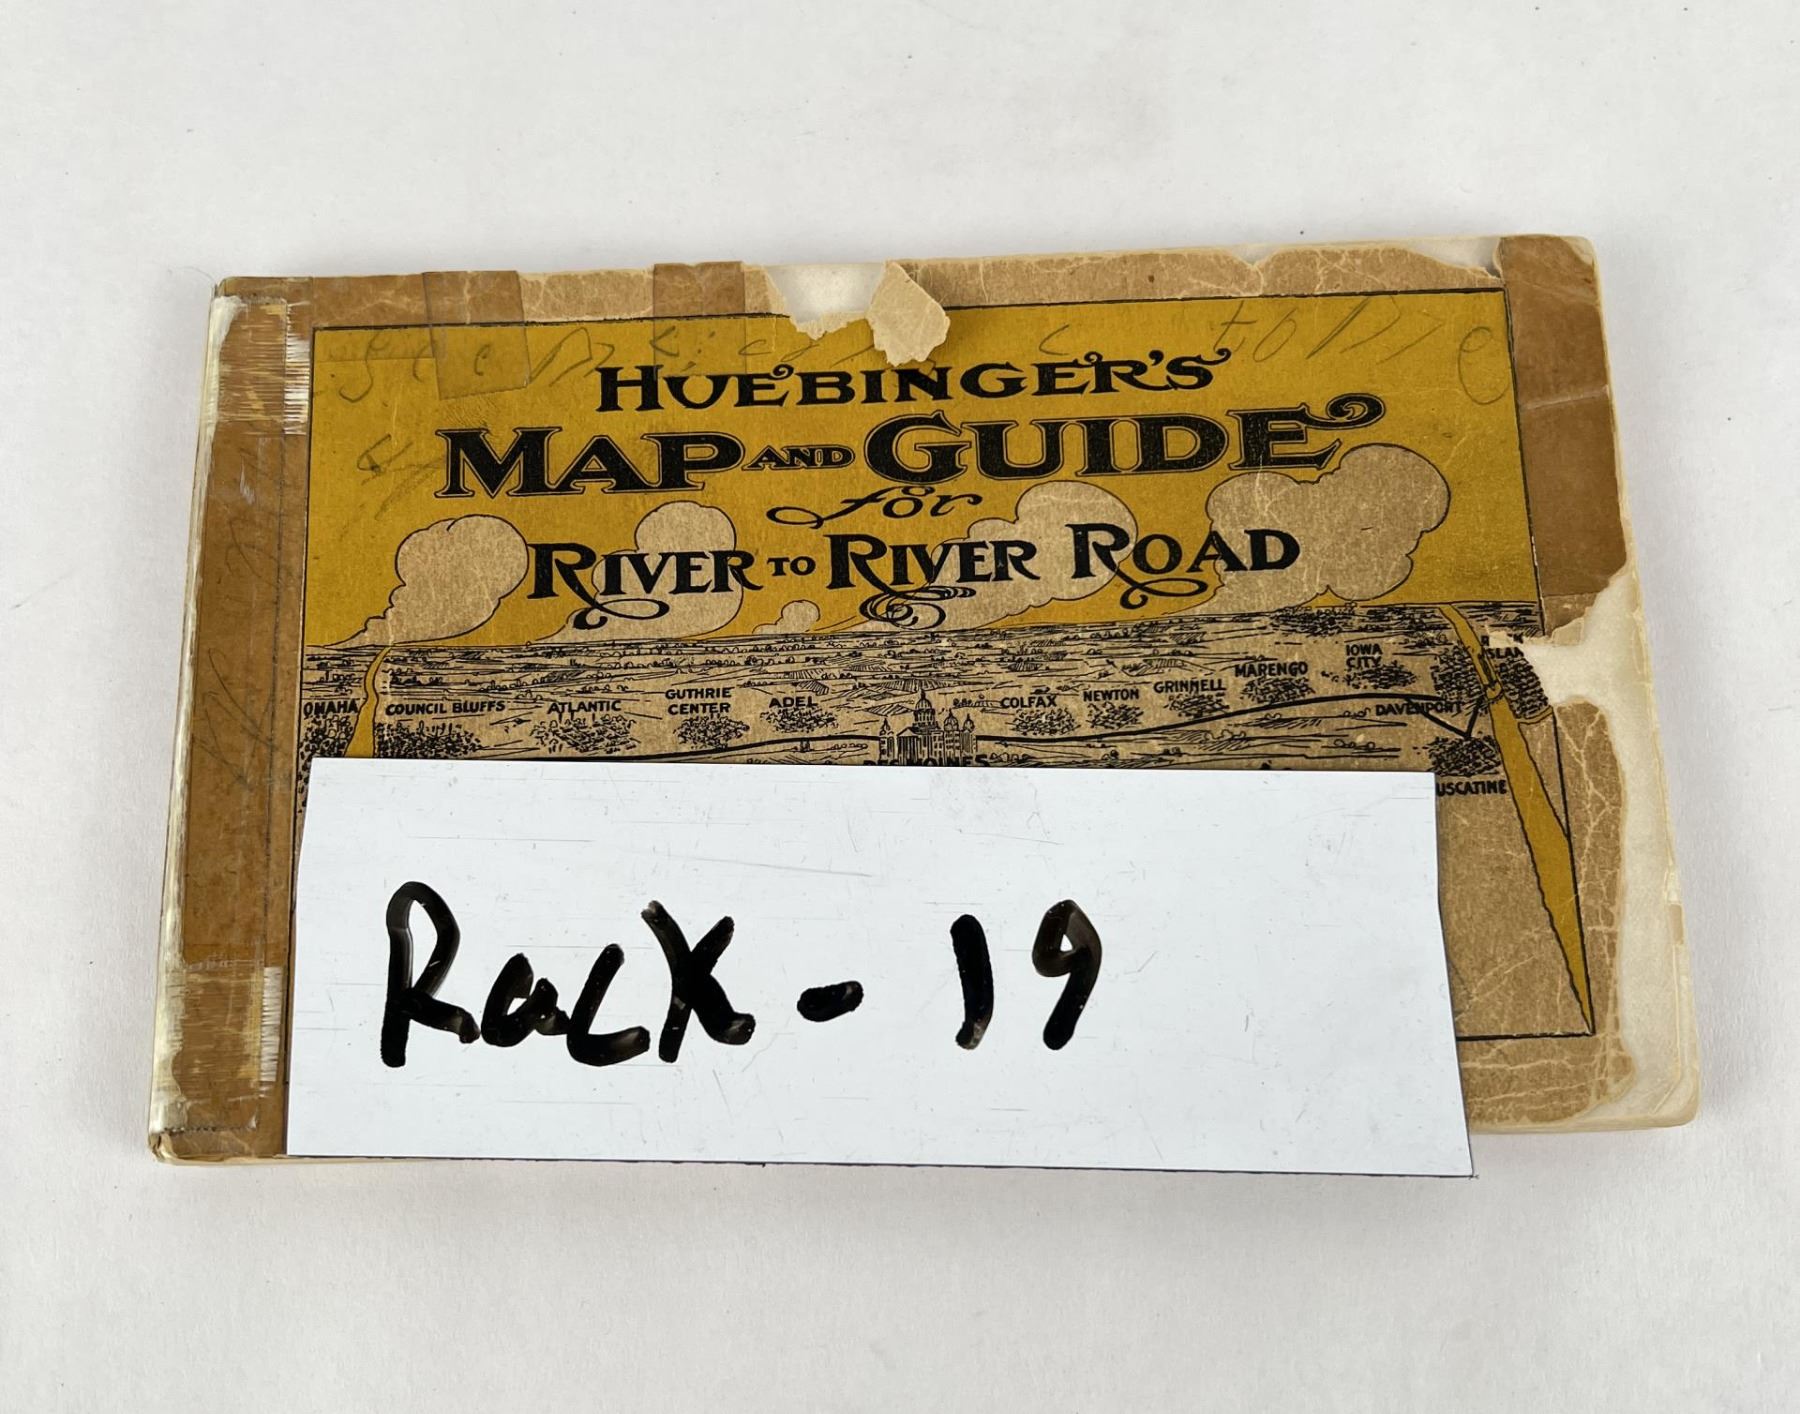 HUEBINGER'S
MAP AND GUIDE
for
RIVER TO RIVER ROAD
OMAHA
COUNCIL BLUFFS
ATLANTIC
GUTHRIE
CENTER
ADEL
COLFAX
NEWTON
GRINNELL
MARENGO
IOWA
CITY
DAVENPORT
USCATINE
Rack - 19